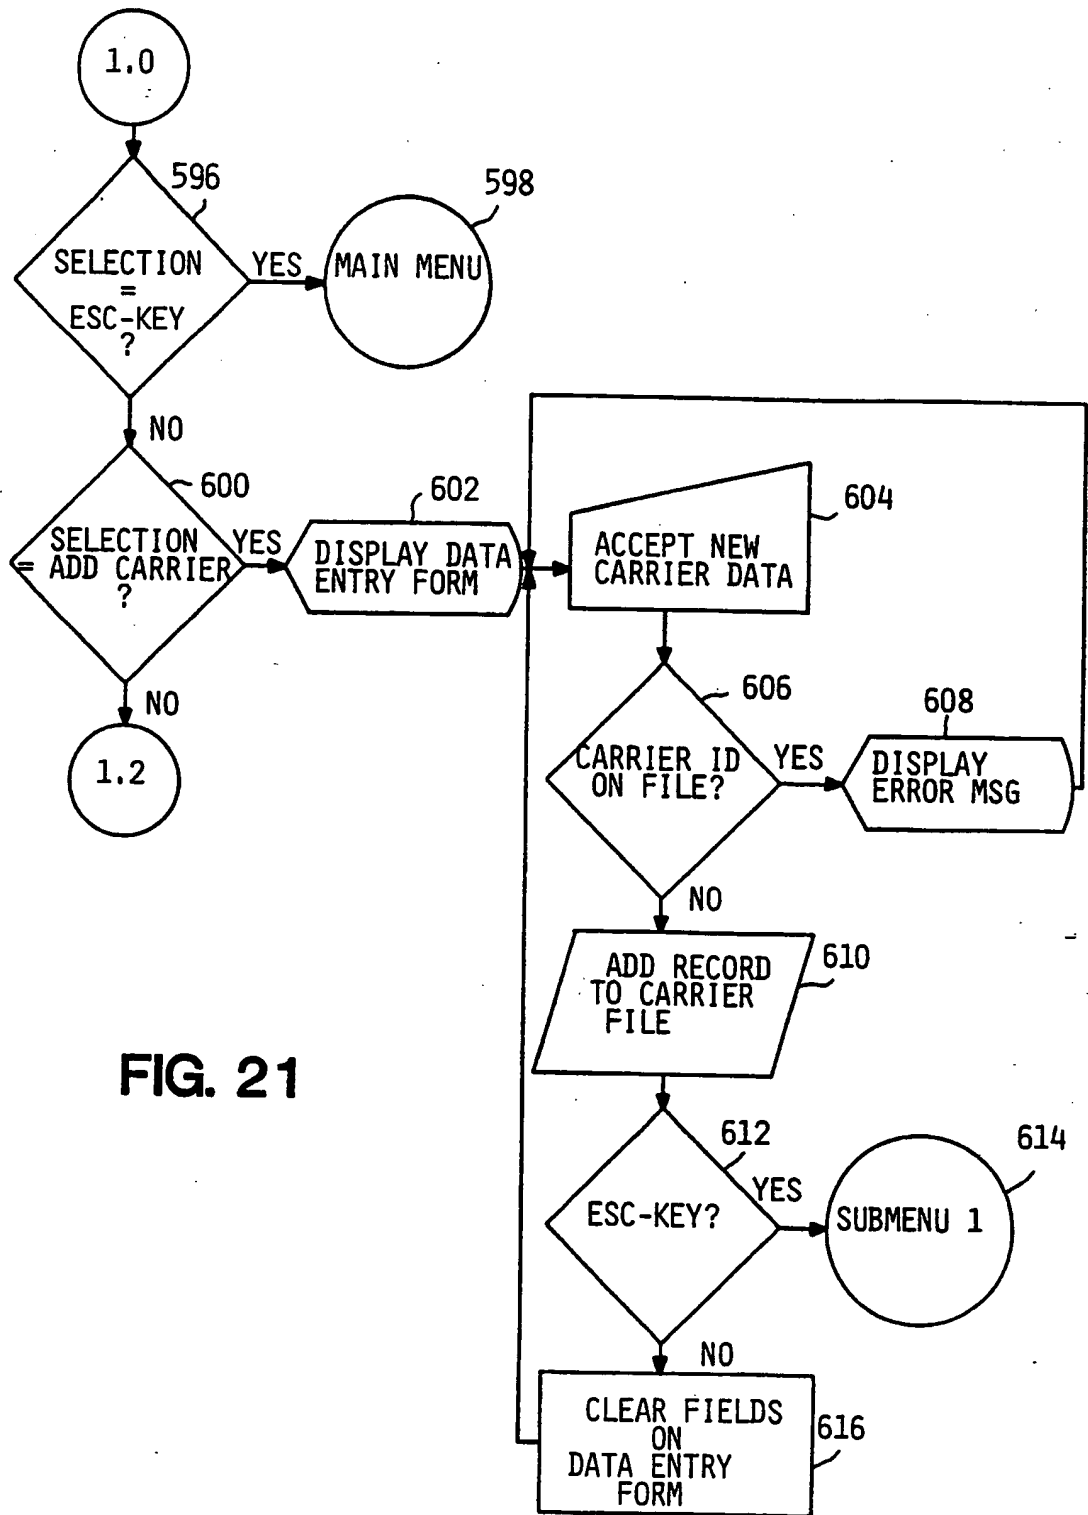 1.0
596
598
SELECTION
=
ESC-KEY
?
YES
MAIN MENU
NO
600
602
604
SELECTION
= ADD CARRIER
?
YES
DISPLAY DATA
ENTRY FORM
ACCEPT NEW
CARRIER DATA
NO
606
608
1.2
CARRIER ID
ON FILE?
YES
DISPLAY
ERROR MSG
NO
610
ADD RECORD
TO CARRIER
FILE
FIG. 21
612
614
YES
ESC-KEY?
SUBMENU 1
NO
616
CLEAR FIELDS
ON
DATA ENTRY
FORM